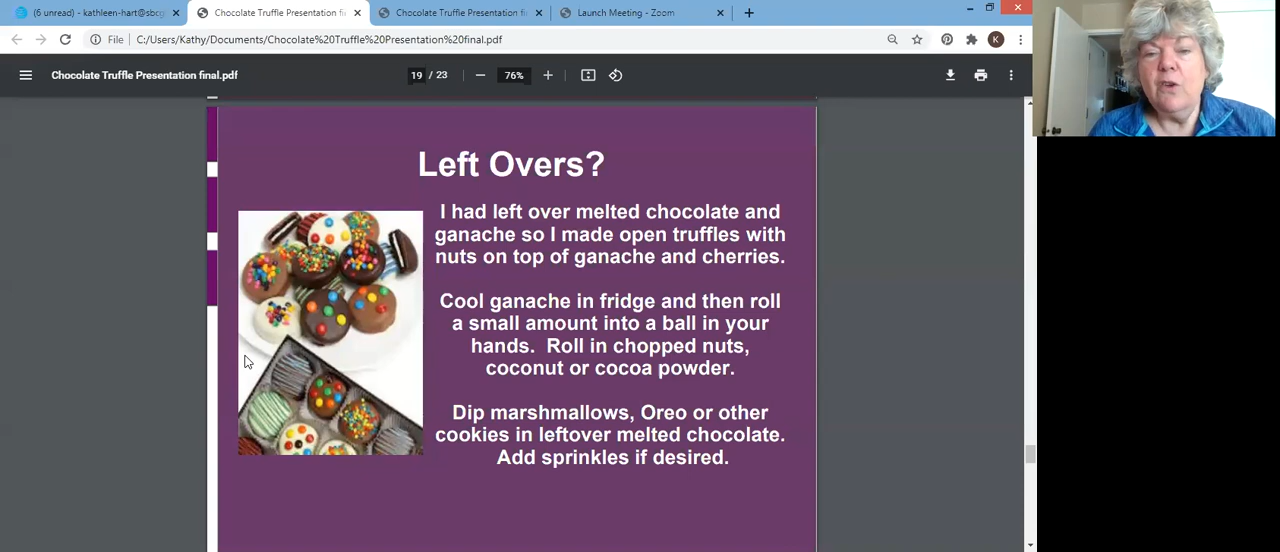 (6 unread) - kathleen-hart@sbcg
Chocolate Truffle Presentation fin
Chocolate Truffle Presentation fi
Launch Meeting - Zoom
File C:/Users/Kathy/Documents/Chocolate%20Truffle%20Presentation%20final.pdf
K
Chocolate Truffle Presentation final.pdf
19 / 23
76%
Left Overs?
I had left over melted chocolate and
ganache so I made open truffles with
nuts on top of ganache and cherries.
Cool ganache in fridge and then roll
a small amount into a ball in your
hands. Roll in chopped nuts,
coconut or cocoa powder.
Dip marshmallows, Oreo or other
cookies in leftover melted chocolate.
Add sprinkles if desired.